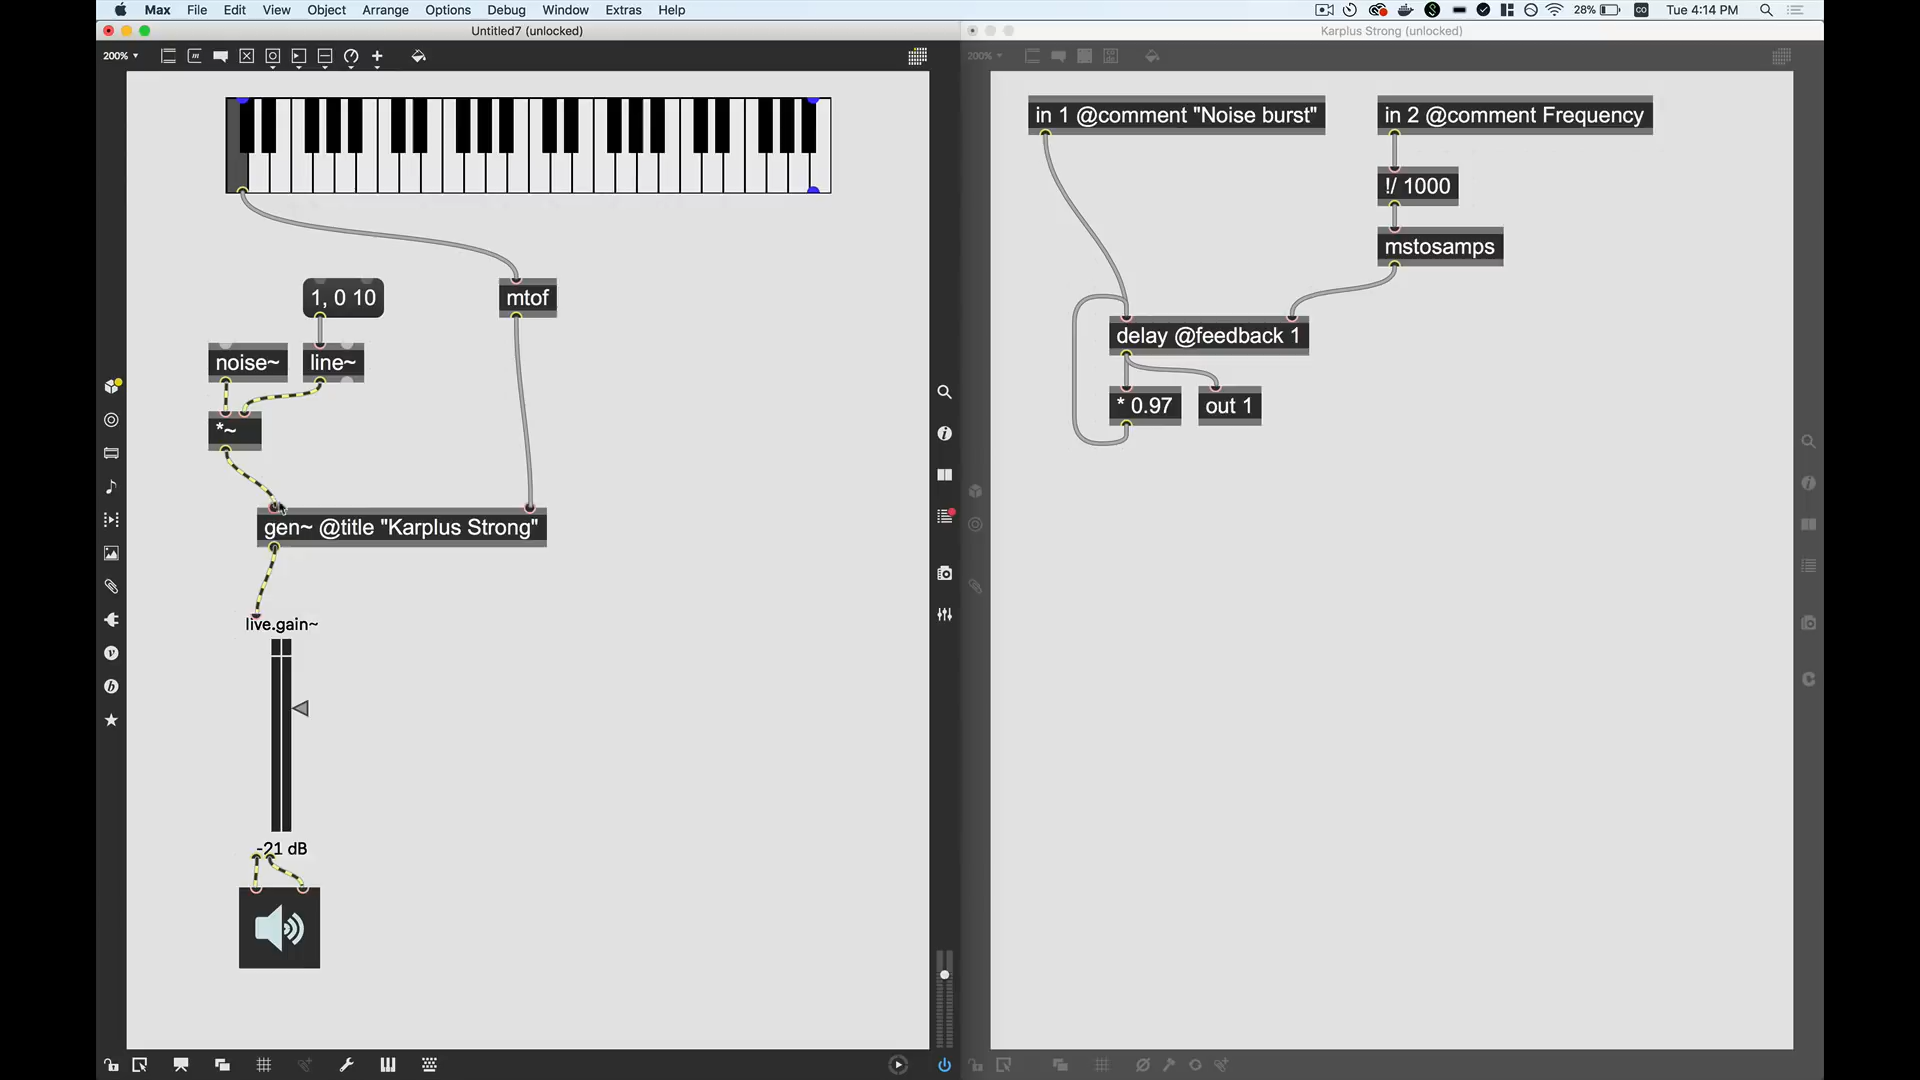 Max File Edit View Object Arrange Options Debug Window Extras Help
28% Tue 4:14 PM
Untitled7 (unlocked)
Karplus Strong (unlocked)
200%
200%
in 1 @comment "Noise burst"
in 2 @comment Frequency
!/ 1000
mstosamps
1, 0 10
mtof
noise~
line~
*~
delay @feedback 1
* 0.97
out 1
gen~ @title "Karplus Strong"
live.gain~
-21 dB